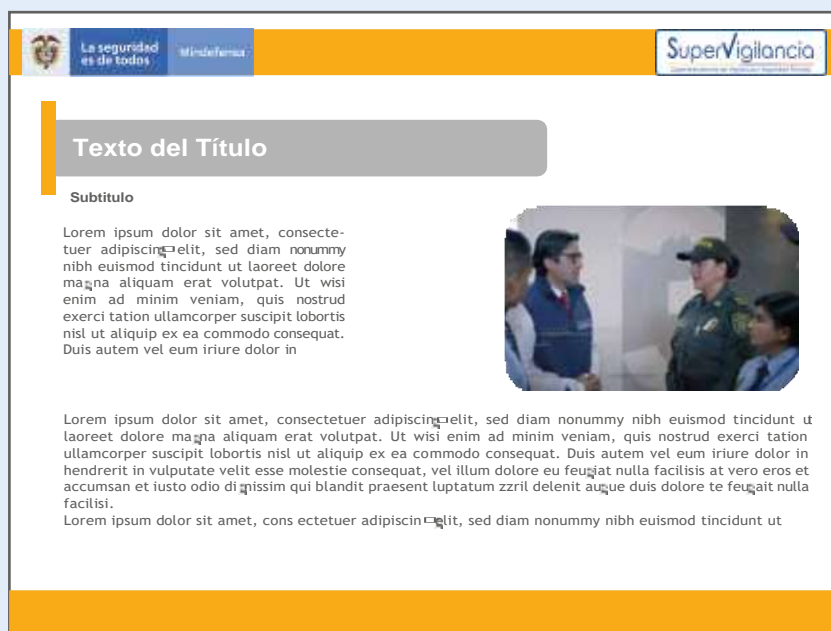 La seguridad
es de todos
Mindefensa
SuperVigilancia
Texto del Título
Subtitulo
Lorem ipsum dolor sit amet, consecte-
tuer adipiscing elit, sed diam nonummy
nibh euismod tincidunt ut laoreet dolore
magna aliquam erat volutpat. Ut wisi
enim ad minim veniam, quis nostrud
exerci tation ullamcorper suscipit lobortis
nisl ut aliquip ex ea commodo consequat.
Duis autem vel eum iriure dolor in
Lorem ipsum dolor sit amet, consectetuer adipiscing elit, sed diam nonummy nibh euismod tincidunt ut
laoreet dolore magna aliquam erat volutpat. Ut wisi enim ad minim veniam, quis nostrud exerci tation
ullamcorper suscipit lobortis nisl ut aliquip ex ea commodo consequat. Duis autem vel eum iriure dolor in
hendrerit in vulputate velit esse molestie consequat, vel illum dolore eu feugiat nulla facilisis at vero eros et
accumsan et iusto odio dignissim qui blandit praesent luptatum zzril delenit augue duis dolore te feugait nulla
facilisi.
Lorem ipsum dolor sit amet, cons ectetuer adipiscing elit, sed diam nonummy nibh euismod tincidunt ut